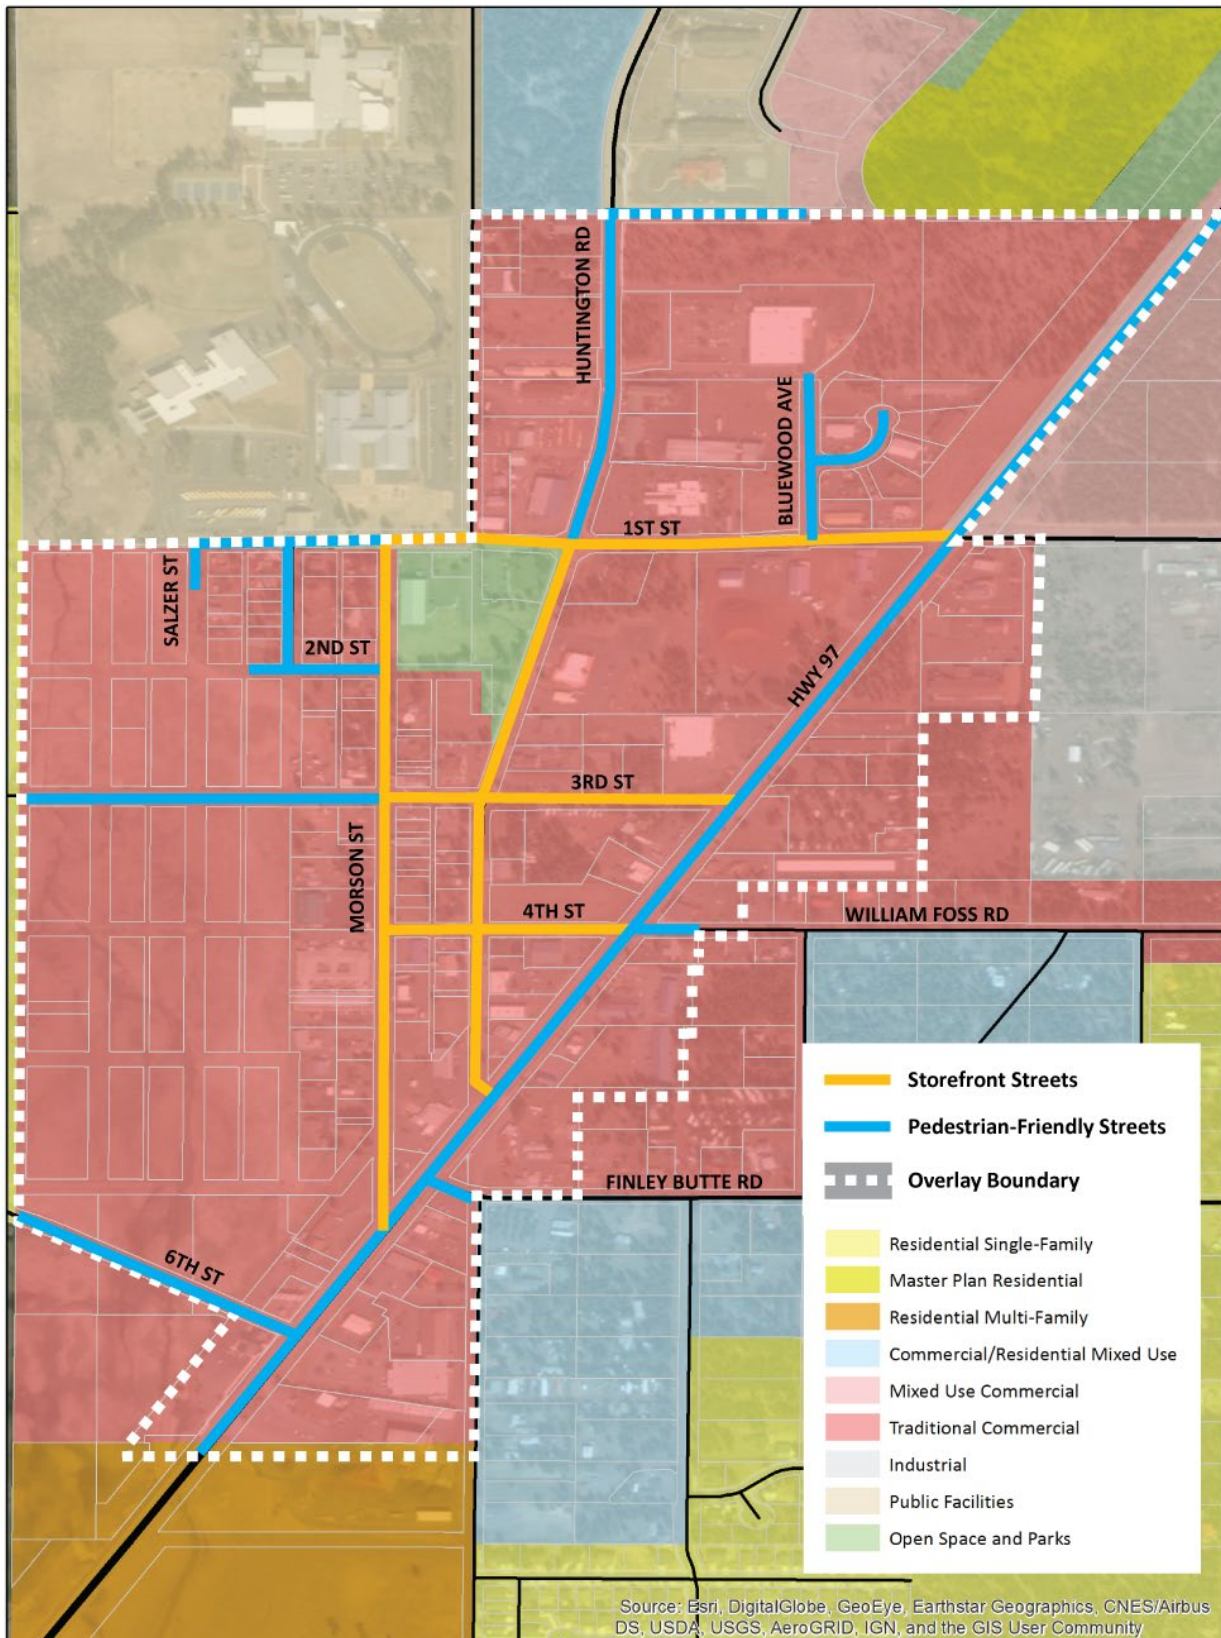 HUNTINGTON RD
BLUEWOOD AVE
1ST ST
SALZER ST
2ND ST
HWY 97
3RD ST
MORSON ST
4TH ST
WILLIAM FOSS RD
FINLEY BUTTE RD
6TH ST
Storefront Streets
Pedestrian-Friendly Streets
Overlay Boundary
Residential Single-Family
Master Plan Residential
Residential Multi-Family
Commercial/Residential Mixed Use
Mixed Use Commercial
Traditional Commercial
Industrial
Public Facilities
Open Space and Parks
Source: Esri, DigitalGlobe, GeoEye, Earthstar Geographics, CNES/Airbus
DS, USDA, USGS, AeroGRID, IGN, and the GIS User Community